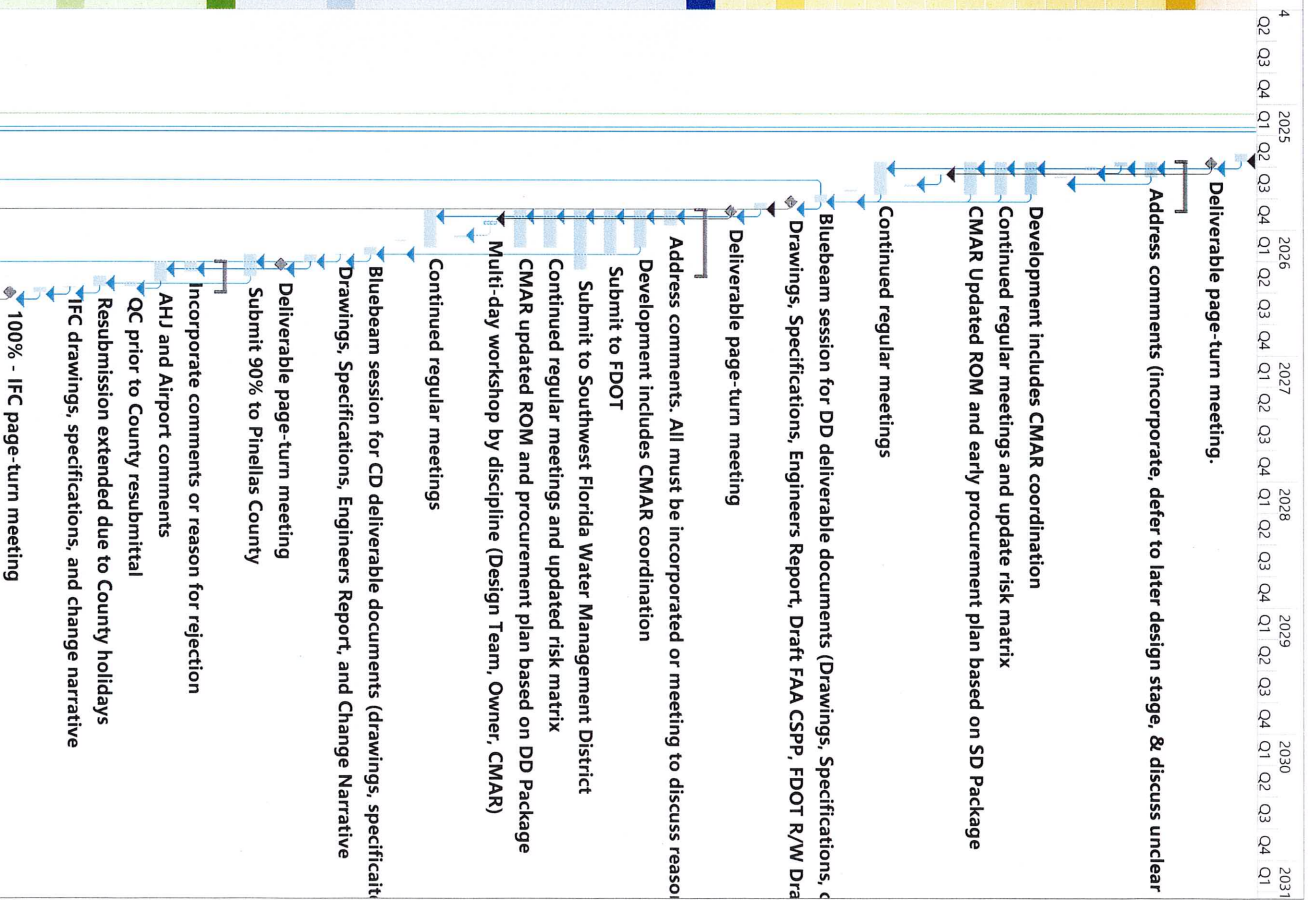 4 2025 2026 2027 2028 2029 2030 2031
Q2 Q3 Q4 Q1 Q2 Q3 Q4 Q1 Q2 Q3 Q4 Q1 Q2 Q3 Q4 Q1 Q2 Q3 Q4 Q1 Q2 Q3 Q4 Q1 Q2 Q3 Q4 Q1
Deliverable page-turn meeting.
Address comments (incorporate, defer to later design stage, & discuss unclear
Development includes CMAR coordination
Continued regular meetings and update risk matrix
CMAR Updated ROM and early procurement plan based on SD Package
Continued regular meetings
Bluebeam session for DD deliverable documents (Drawings, Specifications,
Drawings, Specifications, Engineers Report, Draft FAA CSPP, FDOT R/W Dra
Deliverable page-turn meeting
Address comments. All must be incorporated or meeting to discuss reason
Development includes CMAR coordination
Submit to FDOT
Submit to Southwest Florida Water Management District
Continued regular meetings and updated risk matrix
CMAR updated ROM and procurement plan based on DD Package
Multi-day workshop by discipline (Design Team, Owner, CMAR)
Continued regular meetings
Bluebeam session for CD deliverable documents (drawings, specificaito
Drawings, Specifications, Engineers Report, and Change Narrative
Deliverable page-turn meeting
Submit 90% to Pinellas County
Incorporate comments or reason for rejection
AHJ and Airport comments
QC prior to County resubmittal
Resubmission extended due to County holidays
IFC drawings, specifications, and change narrative
100% - IFC page-turn meeting